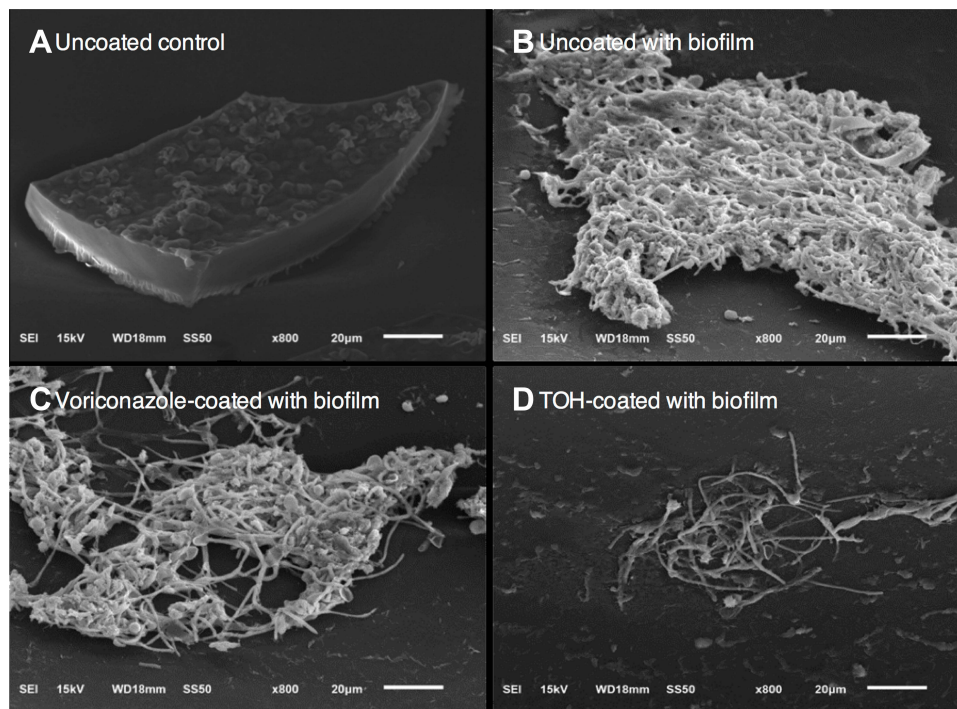 A Uncoated control
SEI 15kV WD18mm SS50 x800 20µm
B Uncoated with biofilm
SEI 15kV WD18mm SS50 x800 20µm
C Voriconazole-coated with biofilm
SEI 15kV WD18mm SS50 x800 20µm
D TOH-coated with biofilm
SEI 15kV WD18mm SS50 x800 20µm